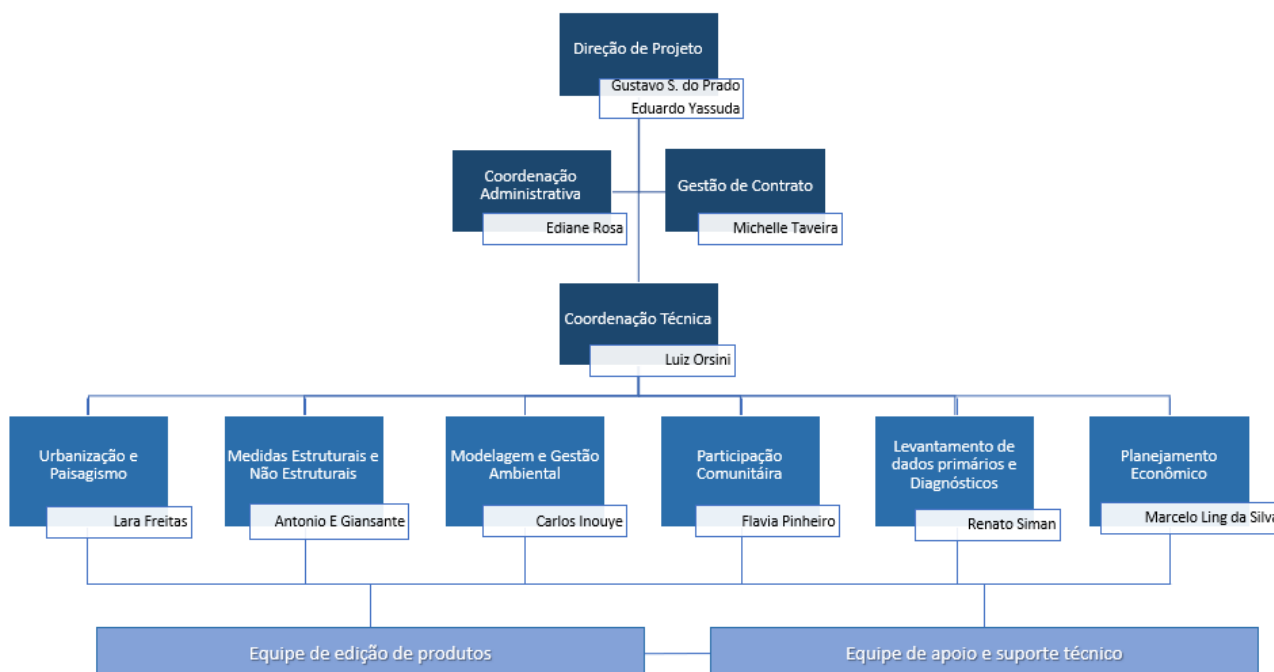 Direção de Projeto
Gustavo S. do Prado
Eduardo Yassuda
Coordenação
Administrativa
Ediane Rosa
Gestão de Contrato
Michelle Taveira
Coordenação Técnica
Luiz Orsini
Urbanização e
Paisagismo
Lara Freitas
Medidas Estruturais e
Não Estruturais
Antonio E Giansante
Modelagem e Gestão
Ambiental
Carlos Inouye
Participação
Comunitáira
Flavia Pinheiro
Levantamento de
dados primários e
Diagnósticos
Renato Siman
Planejamento
Econômico
Marcelo Ling da Silva
Equipe de edição de produtos
Equipe de apoio e suporte técnico